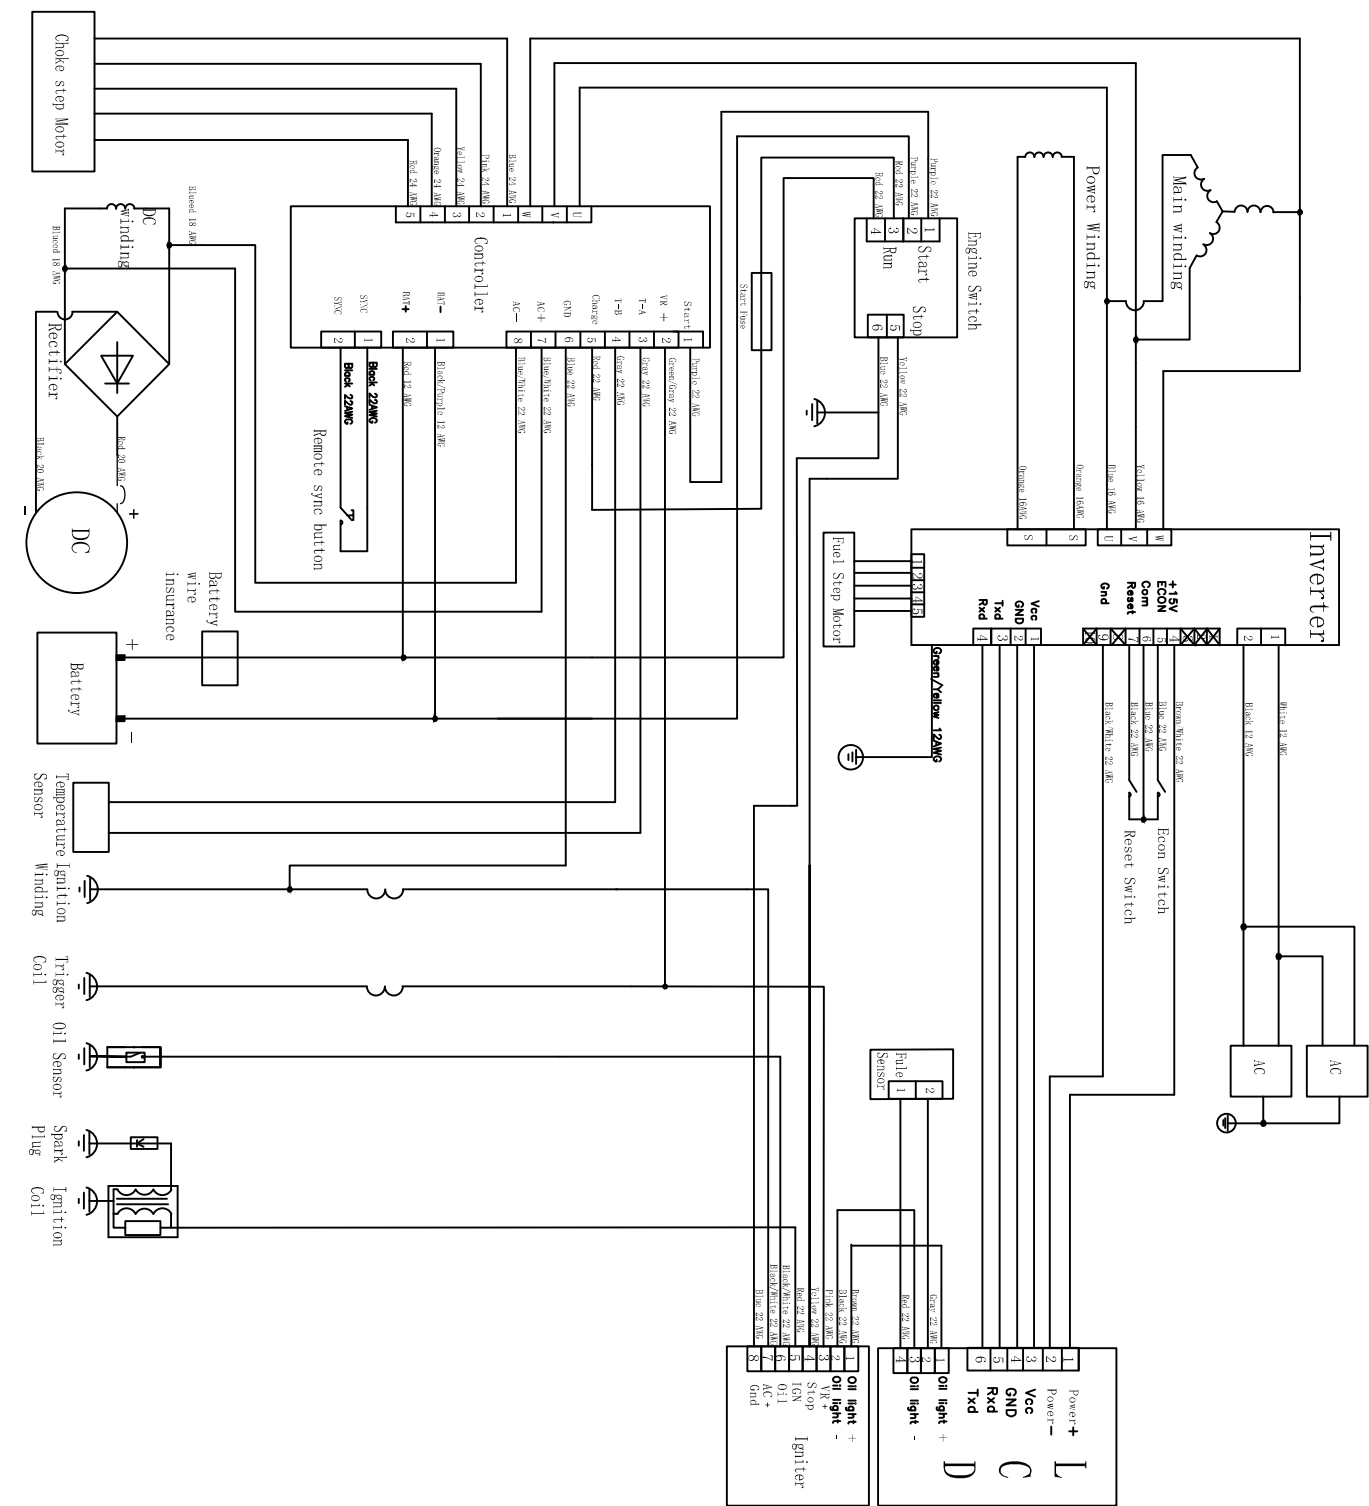 Choke step Motor
Red 24 AWG
Orange 24 AWG
Yellow 24 AWG
Pink 24 AWG
Blue 24 AWG
5
4
3
2
1
W
V
U
Controller
SYNC
SYNC
BAT+
BAT−
AC−
AC+
GND
Charge
T-B
T-A
VR +
Start
2
1
2
1
8
7
6
5
4
3
2
1
Block 22AWG
Block 22AWG
Red 12 AWG
Black/Purple 12 AWG
Blue/White 22 AWG
Blue/White 22 AWG
Blue 22 AWG
Red 22 AWG
Gray 22 AWG
Gray 22 AWG
Green/Gray 22 AWG
Purple 22 AWG
Remote sync button
DC
winding
Blueed 18 AWG
Blueed 18 AWG
Rectifier
Black 20 AWG
Red 20 AWG
-
+
DC
Battery
wire
insurance
Battery
+
−
Temperature
Sensor
Ignition
Winding
Trigger
Coil
Oil Sensor
Spark
Plug
Ignition
Coil
Start Fuse
Red 22 AWG
Red 22 AWG
Purple 22 AWG
Purple 22 AWG
4
3
2
1
Run
Start
Stop
6
5
Engine Switch
Blue 22 AWG
Yellow 22 AWG
Power Winding
Main winding
Orange 16AWG
Orange 16AWG
Blue 16 AWG
Yellow 16 AWG
S
S
U
V
W
Inverter
Fuel Step Motor
1
2
3
4
5
Rxd
Txd
GND
Vcc
4
3
2
1
Gnd
Reset
Com
ECON
+15V
9
7
6
5
4
2
1
Green/Yellow 12AWG
Black/White 22 AWG
Black 22 AWG
Blue 22 AWG
Blue 22 AWG
Brown/White 22 AWG
Black 12 AWG
White 12 AWG
Reset Switch
Econ Switch
AC
AC
Fule
Sensor
1
2
Blue 22 AWG
Black/White 22 AWG
Black/White 22 AWG
Red 22 AWG
Yellow 22 AWG
Pink 22 AWG
Black 22 AWG
Brown 22 AWG
8
7
6
5
4
3
2
1
Gnd
AC +
Oil
IGN
Stop
VR +
Oil light -
Oil light +
Igniter
Red 22 AWG
Gray 22 AWG
4
3
2
1
Oil light -
Oil light +
6
5
4
3
2
1
Txd
Rxd
GND
Vcc
Power−
Power+
L
C
D